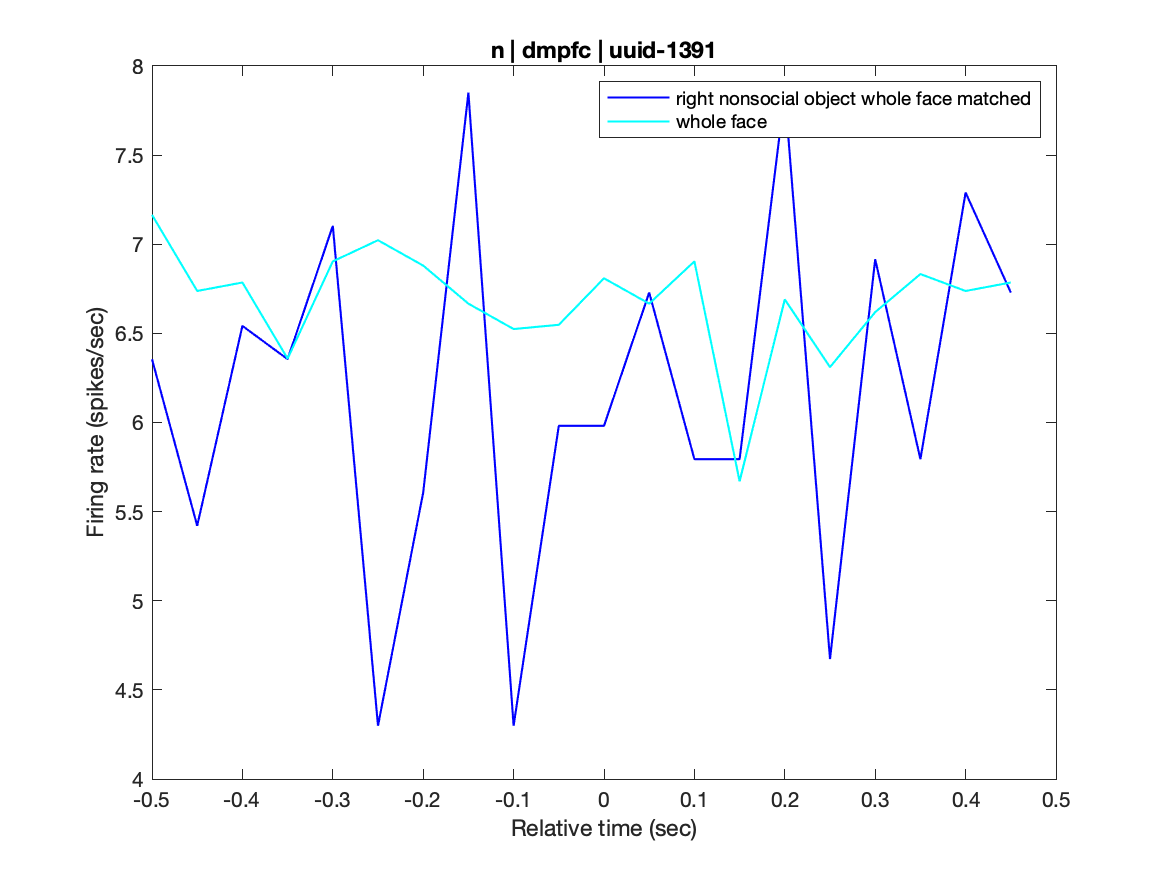 n | dmpfc | uuid-1391
right nonsocial object whole face matched
whole face
8
7.5
7
6.5
6
5.5
5
4.5
4
Firing rate (spikes/sec)
-0.5 -0.4 -0.3 -0.2 -0.1 0 0.1 0.2 0.3 0.4 0.5
Relative time (sec)